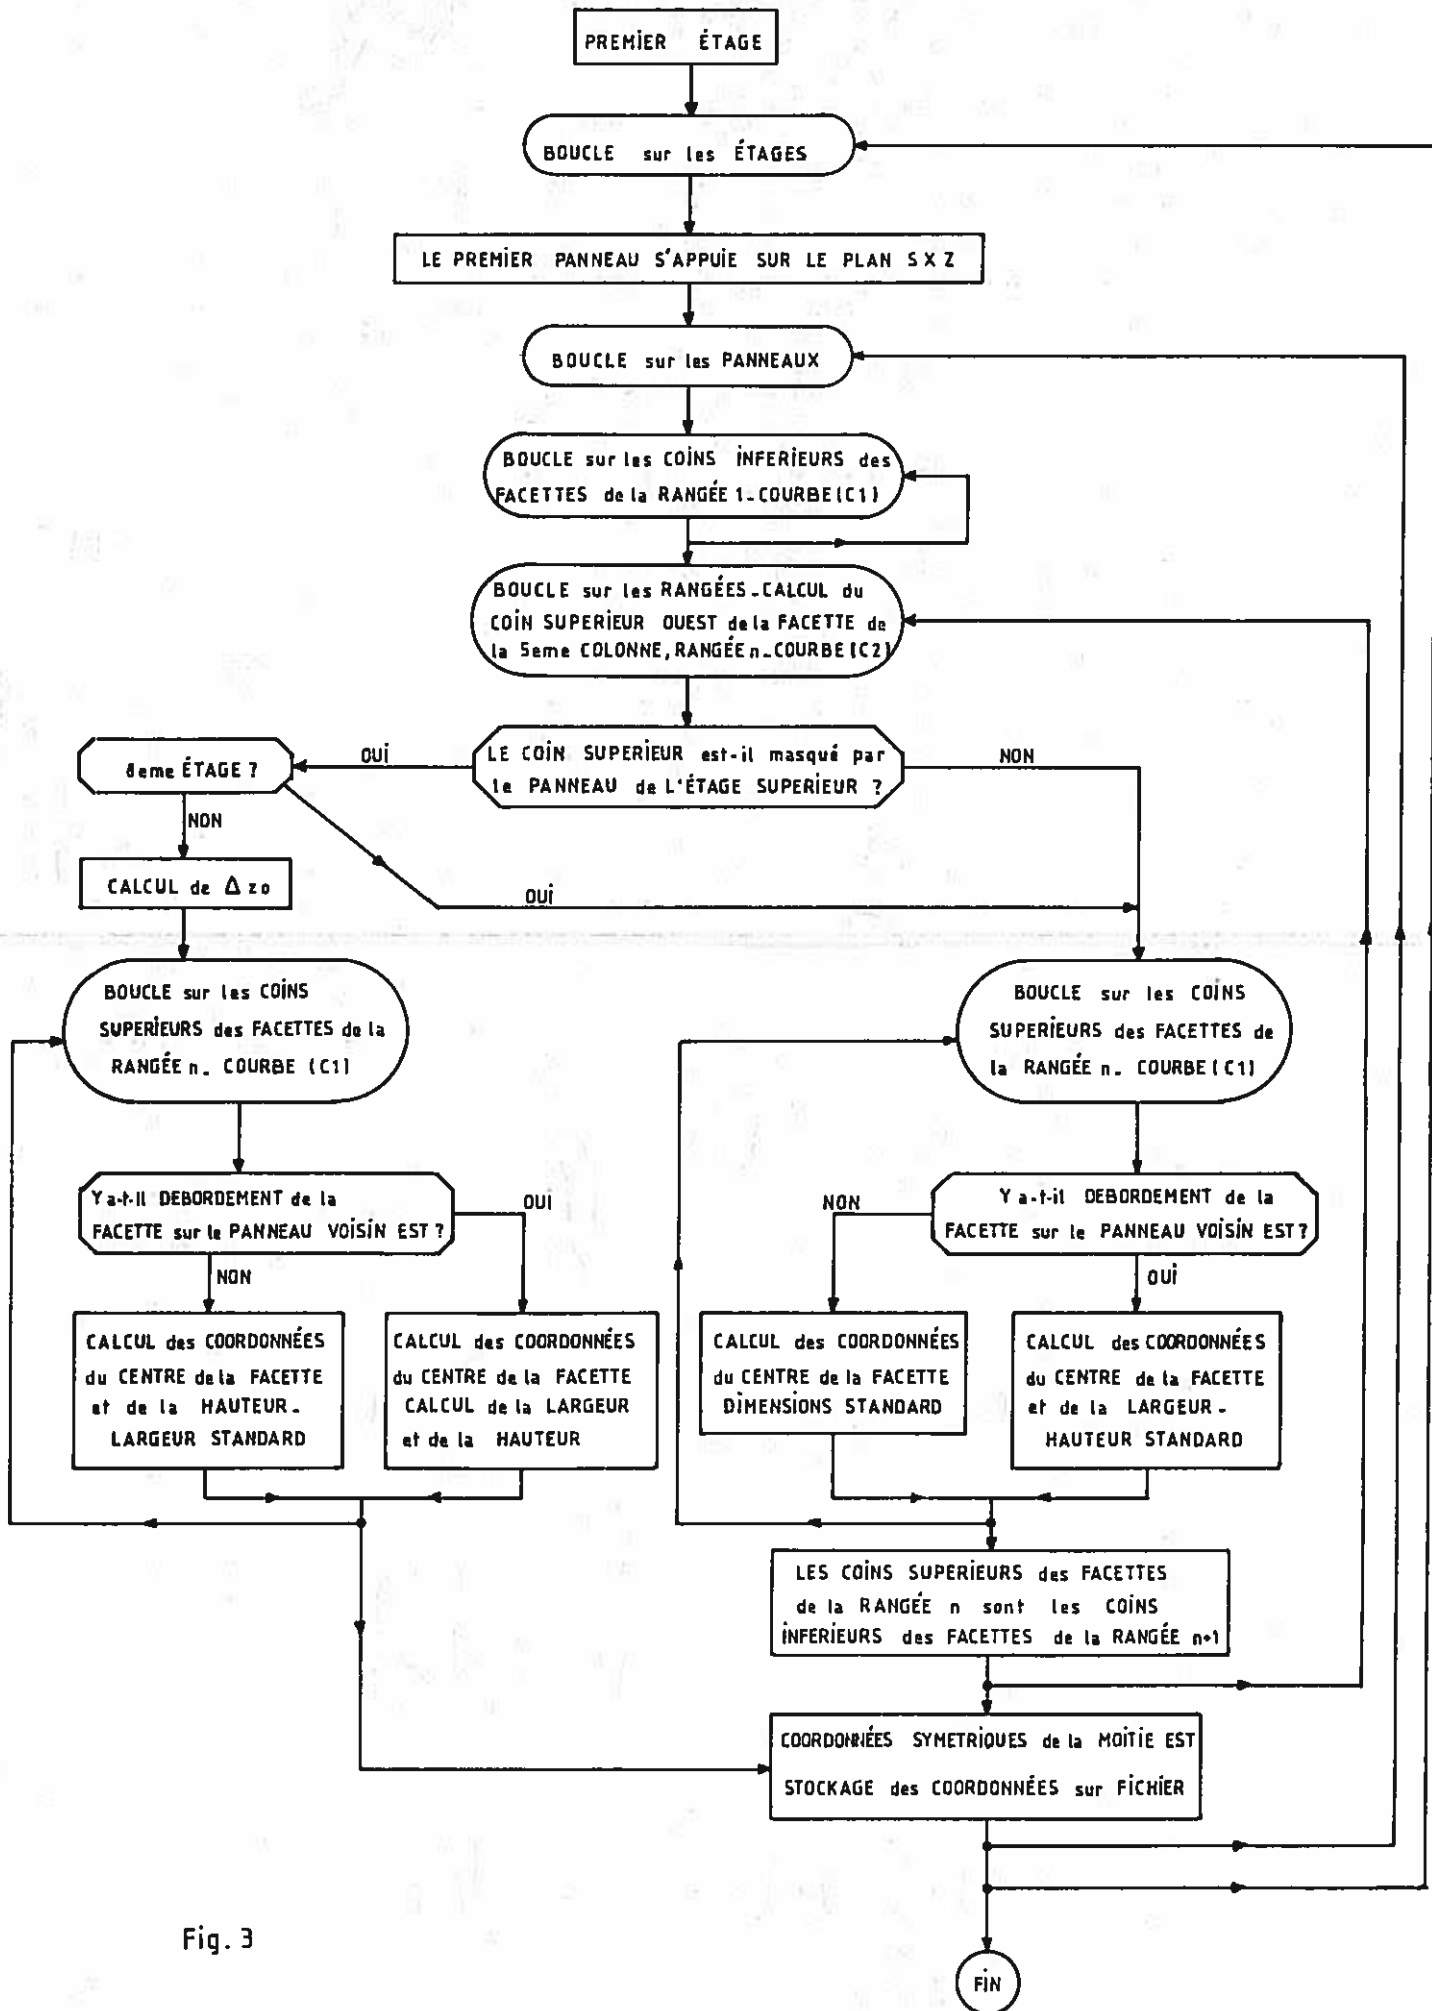 PREMIER ÉTAGE
BOUCLE sur les ÉTAGES
LE PREMIER PANNEAU S'APPUIE SUR LE PLAN S X Z
BOUCLE sur les PANNEAUX
BOUCLE sur les COINS INFERIEURS des
FACETTES de la RANGÉE 1_COURBE (C1)
BOUCLE sur les RANGÉES_CALCUL du
COIN SUPERIEUR OUEST de la FACETTE de
la 5eme COLONNE, RANGÉE n_COURBE (C2)
LE COIN SUPERIEUR est-il masqué par
le PANNEAU de L'ÉTAGE SUPERIEUR ?
OUI
NON
8eme ÉTAGE ?
NON
OUI
CALCUL de Δ zo
BOUCLE sur les COINS
SUPERIEURS des FACETTES de la
RANGÉE n_ COURBE (C1)
BOUCLE sur les COINS
SUPERIEURS des FACETTES de
la RANGÉE n_ COURBE (C1)
Y a-t-il DEBORDEMENT de la
FACETTE sur le PANNEAU VOISIN EST ?
OUI
NON
Y a-t-il DEBORDEMENT de la
FACETTE sur le PANNEAU VOISIN EST ?
NON
OUI
CALCUL des COORDONNÉES
du CENTRE de la FACETTE
et de la HAUTEUR_
LARGEUR STANDARD
CALCUL des COORDONNÉES
du CENTRE de la FACETTE
CALCUL de la LARGEUR
et de la HAUTEUR
CALCUL des COORDONNÉES
du CENTRE de la FACETTE
DIMENSIONS STANDARD
CALCUL des COORDONNÉES
du CENTRE de la FACETTE
et de la LARGEUR_
HAUTEUR STANDARD
LES COINS SUPERIEURS des FACETTES
de la RANGÉE n sont les COINS
INFERIEURS des FACETTES de la RANGÉE n+1
COORDONNÉES SYMETRIQUES de la MOITIE EST
STOCKAGE des COORDONNÉES sur FICHIER
Fig. 3
FIN